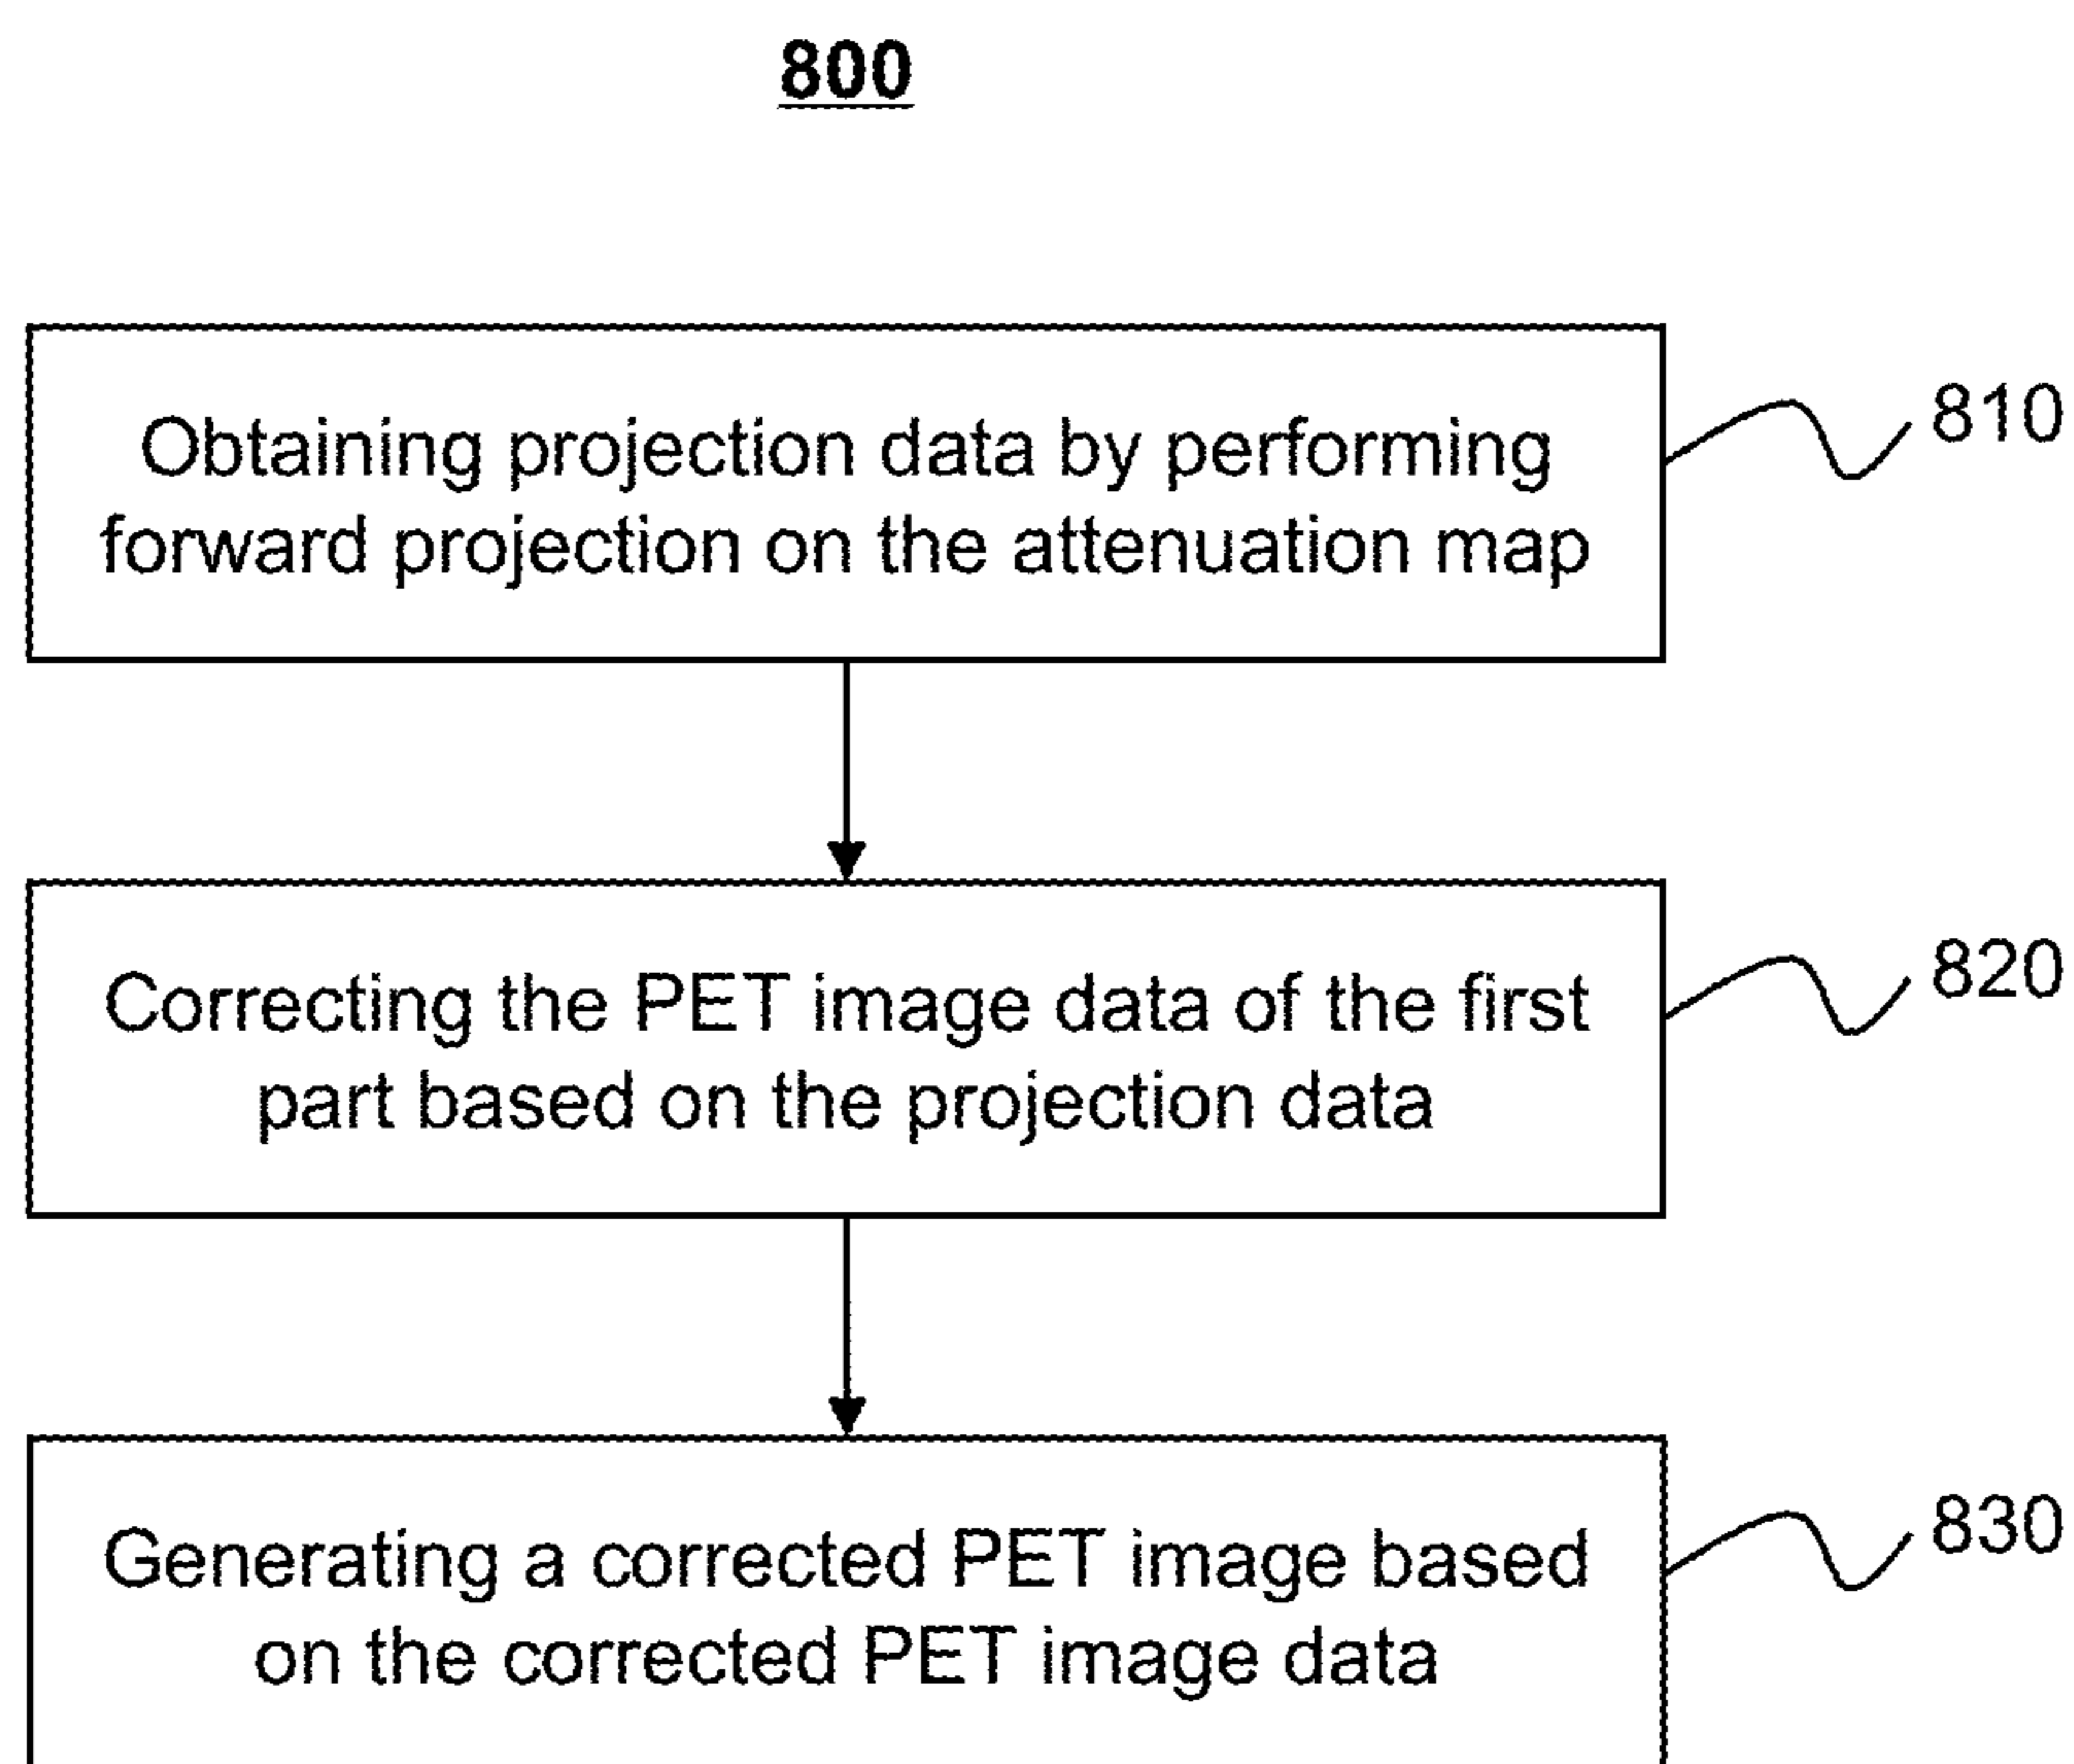 800
Obtaining projection data by performing
forward projection on the attenuation map
810
Correcting the PET image data of the first
part based on the projection data
820
Generating a corrected PET image based
on the corrected PET image data
830